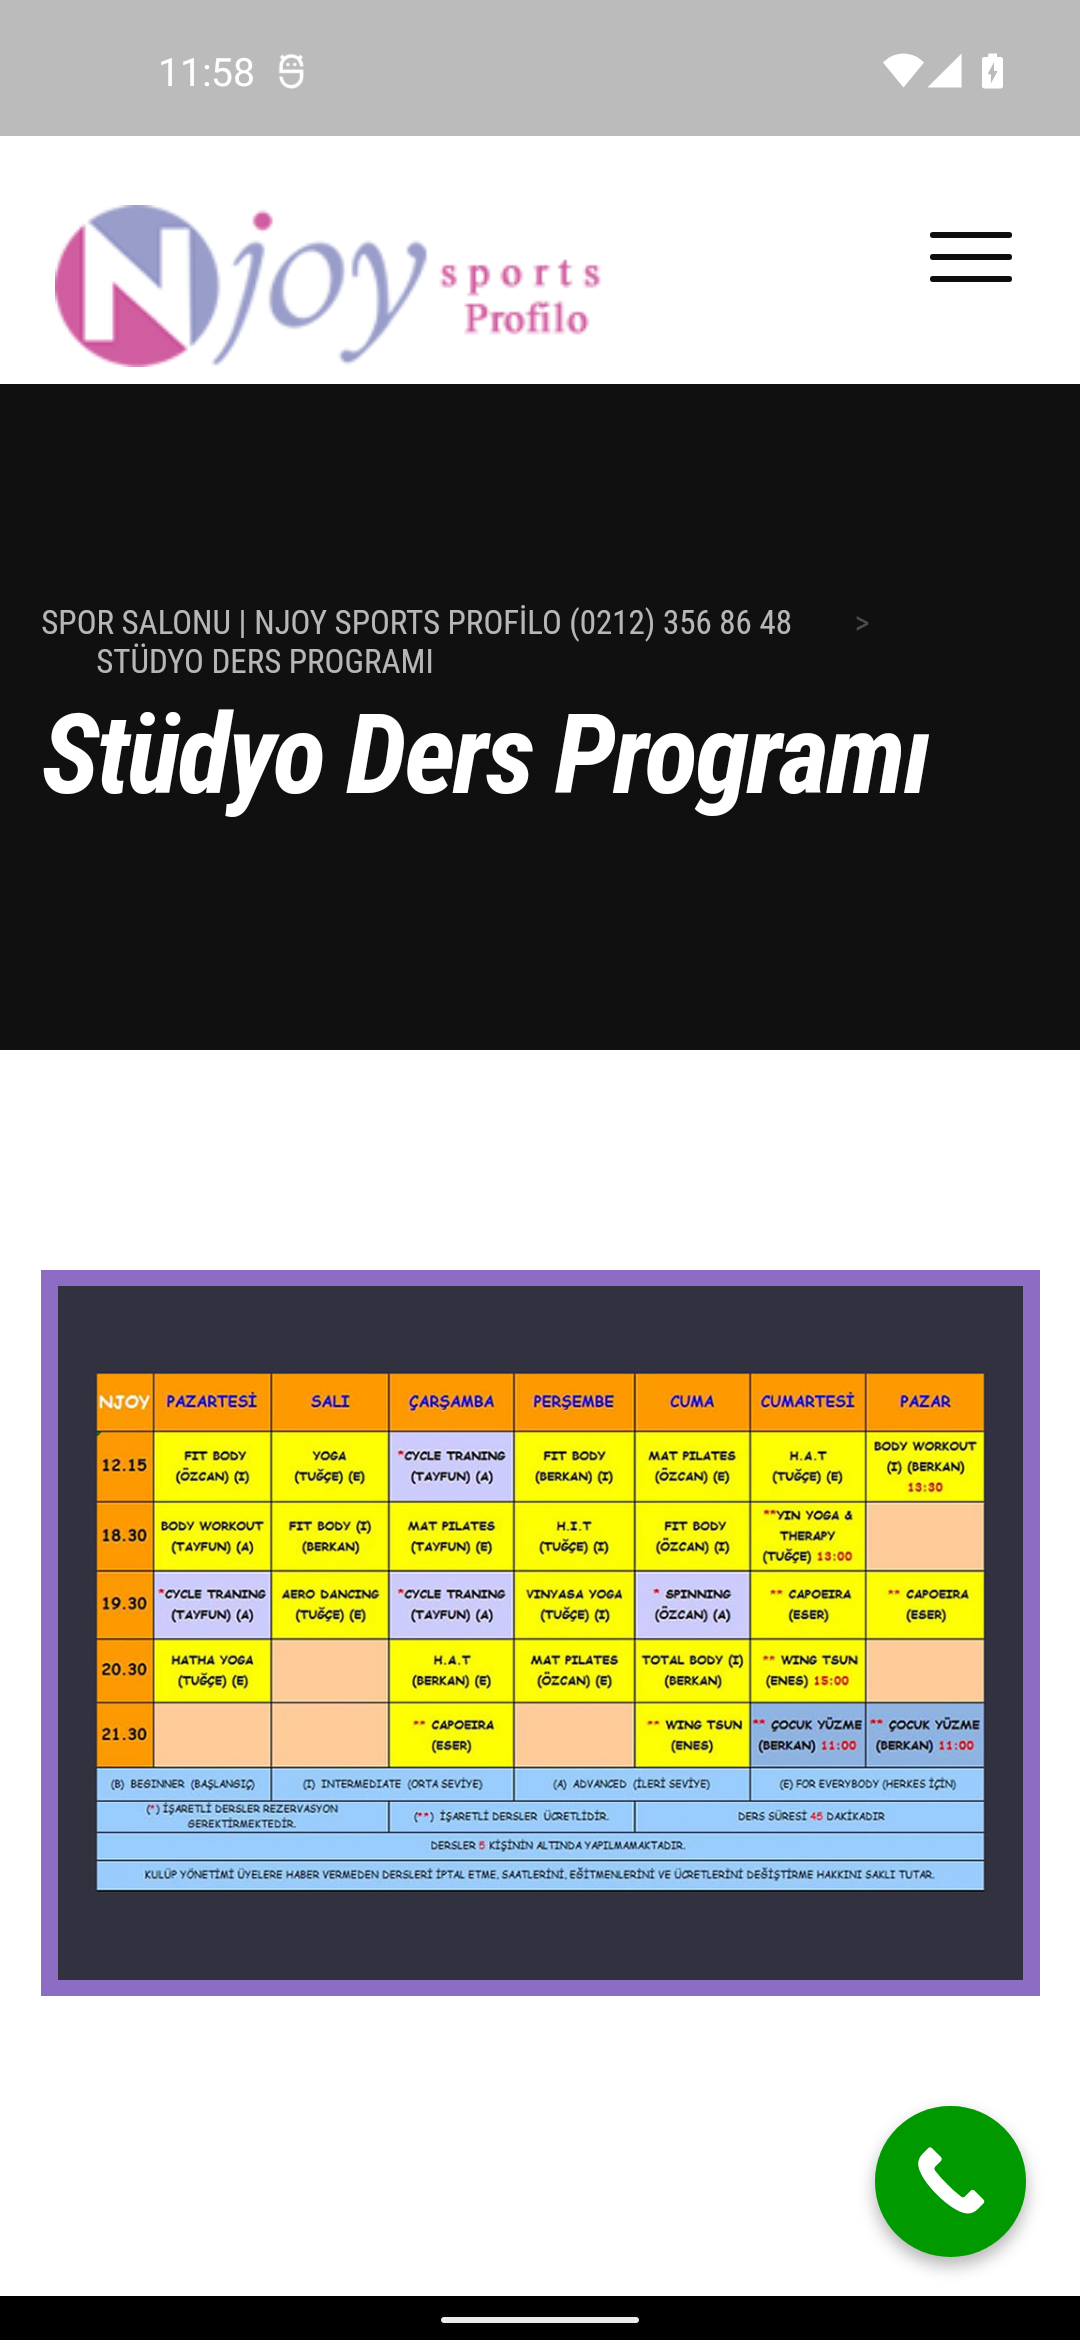 11:58
Njoy sports
Profilo
SPOR SALONU | NJOY SPORTS PROFİLO (0212) 356 86 48 >
STÜDYO DERS PROGRAMI
Stüdyo Ders Programı
NJOY PAZARTESİ SALI ÇARŞAMBA PERŞEMBE CUMA CUMARTESİ PAZAR
12.15 FIT BODY (ÖZCAN) (I) YOGA (TUĞÇE) (E) *CYCLE TRANING (TAYFUN) (A) FIT BODY (BERKAN) (I) MAT PILATES (ÖZCAN) (E) H.A.T (TUĞÇE) (E) BODY WORKOUT (I) (BERKAN) 13:30
18.30 BODY WORKOUT (TAYFUN) (A) FIT BODY (I) (BERKAN) MAT PILATES (TAYFUN) (E) H.I.T (TUĞÇE) (I) FIT BODY (ÖZCAN) (I) **YIN YOGA & THERAPY (TUĞÇE) 13:00
19.30 *CYCLE TRANING (TAYFUN) (A) AERO DANCING (TUĞÇE) (E) *CYCLE TRANING (TAYFUN) (A) VINYASA YOGA (TUĞÇE) (I) * SPINNING (ÖZCAN) (A) ** CAPOEIRA (ESER) ** CAPOEIRA (ESER)
20.30 HATHA YOGA (TUĞÇE) (E) H.A.T (BERKAN) (E) MAT PILATES (ÖZCAN) (E) TOTAL BODY (I) (BERKAN) ** WING TSUN (ENES) 15:00
21.30 ** CAPOEIRA (ESER) ** WING TSUN (ENES) ** ÇOCUK YÜZME (BERKAN) 11:00 ** ÇOCUK YÜZME (BERKAN) 11:00
(B) BEGINNER (BAŞLANGIÇ) (I) INTERMEDIATE (ORTA SEVİYE) (A) ADVANCED (İLERİ SEVİYE) (E) FOR EVERYBODY (HERKES İÇİN)
(*) İŞARETLİ DERSLER REZERVASYON GEREKTİRMEKTEDİR. (**) İŞARETLİ DERSLER ÜCRETLİDİR. DERS SÜRESİ 45 DAKİKADIR
DERSLER 5 KİŞİNİN ALTINDA YAPILMAMAKTADIR.
KULÜP YÖNETİMİ ÜYELERE HABER VERMEDEN DERSLERİ İPTAL ETME, SAATLERİNİ, EĞİTMENLERİNİ VE ÜCRETLERİNİ DEĞİŞTİRME HAKKINI SAKLI TUTAR.